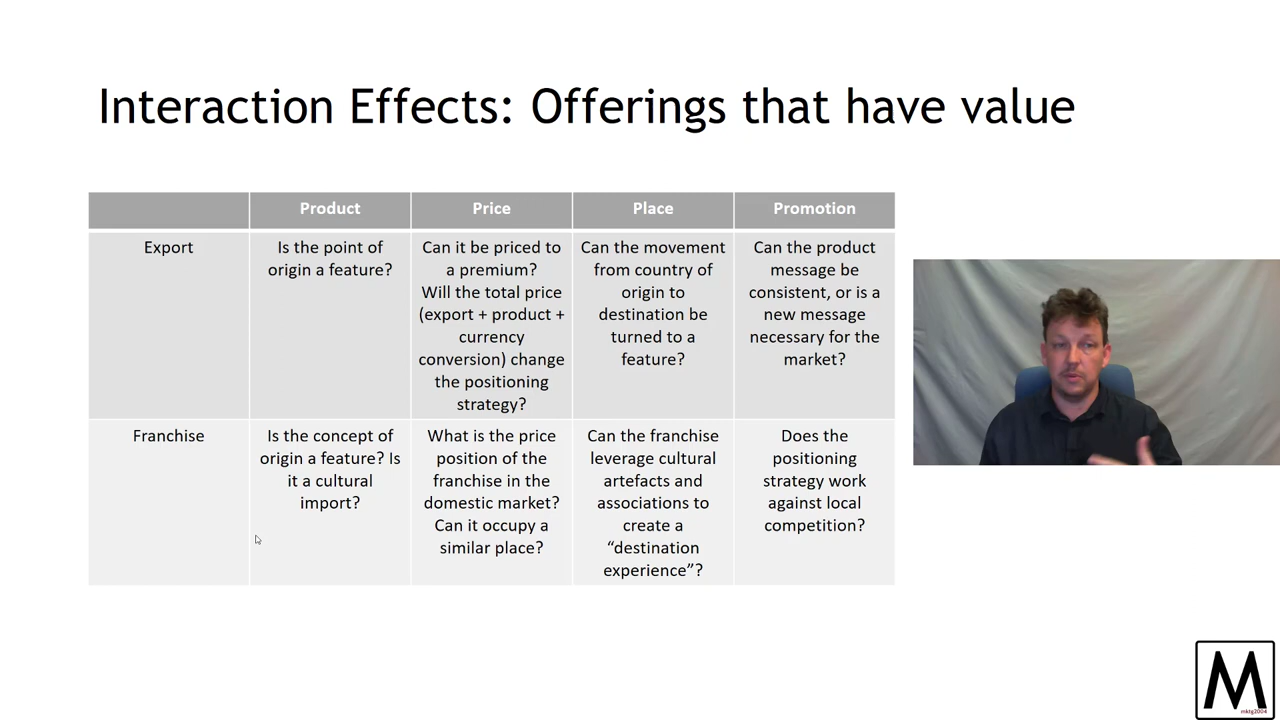 Interaction Effects: Offerings that have value
Product
Price
Place
Promotion
Export
Is the point of
origin a feature?
Can it be priced to
a premium?
Will the total price
(export + product +
currency
conversion) change
the positioning
strategy?
Can the movement
from country of
origin to
destination be
turned to a
feature?
Can the product
message be
consistent, or is a
new message
necessary for the
market?
Franchise
Is the concept of
origin a feature? Is
it a cultural
import?
What is the price
position of the
franchise in the
domestic market?
Can it occupy a
similar place?
Can the franchise
leverage cultural
artefacts and
associations to
create a
“destination
experience”?
Does the
positioning
strategy work
against local
competition?
M
mktg2004